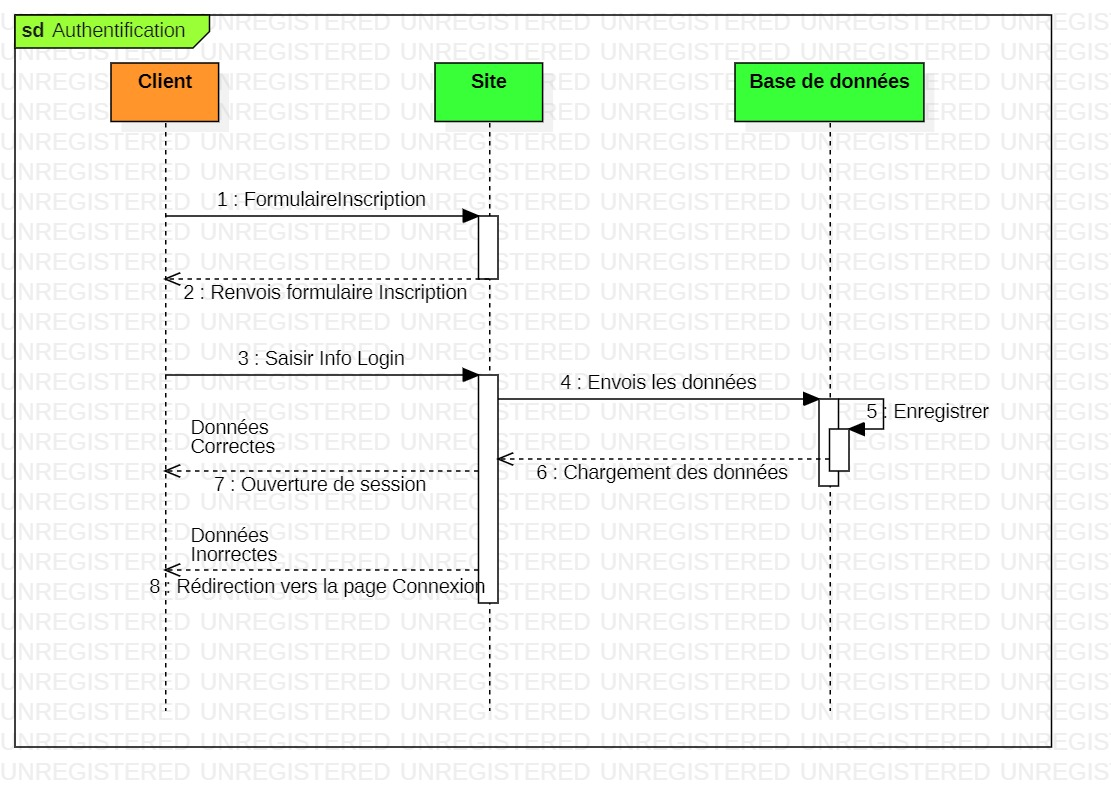 sd Authentification
Client
Site
Base de données
1 : FormulaireInscription
2 : Renvois formulaire Inscription
3 : Saisir Info Login
4 : Envois les données
5 : Enregistrer
Données
Correctes
6 : Chargement des données
7 : Ouverture de session
Données
Inorrectes
8 : Rédirection vers la page Connexion
UNREGISTERED